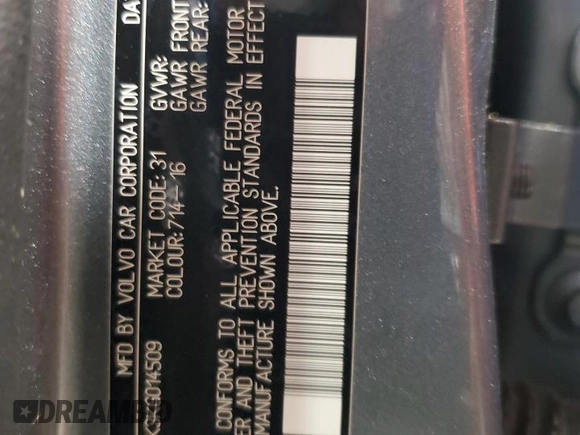 MFD BY VOLVO CAR CORPORATION DA
MARKET CODE: 31 GVWR:
COLOUR: 714-16 GAWR FRONT
GAWR REAR:
014509
CONFORMS TO ALL APPLICABLE FEDERAL MOTOR
ER AND THEFT PREVENTION STANDARDS IN EFFECT
MANUFACTURE SHOWN ABOVE.
DREAMBID